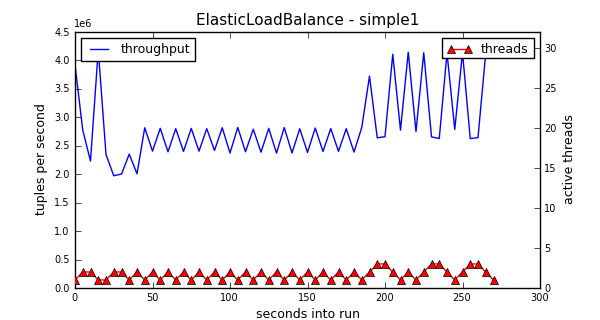 ElasticLoadBalance - simple1
1e6
throughput
threads
4.5
4.0
3.5
3.0
2.5
2.0
1.5
1.0
0.5
0.0
tuples per second
30
25
20
15
10
5
0
active threads
0 50 100 150 200 250 300
seconds into run